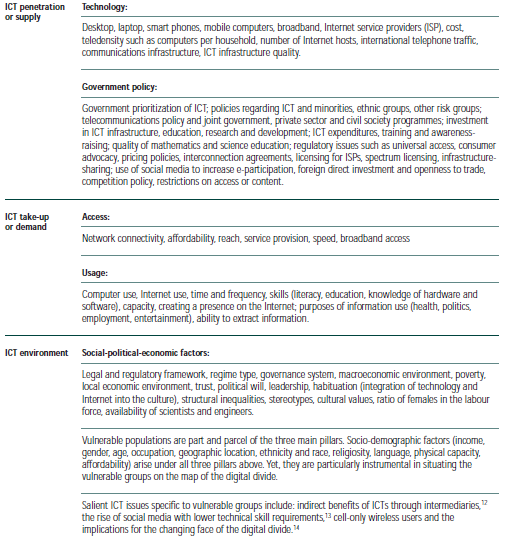 ICT penetration
or supply
Technology:
Desktop, laptop, smart phones, mobile computers, broadband, Internet service providers (ISP), cost,
teledensity such as computers per household, number of Internet hosts, international telephone traffic,
communications infrastructure, ICT infrastructure quality.
Government policy:
Government prioritization of ICT; policies regarding ICT and minorities, ethnic groups, other risk groups;
telecommunications policy and joint government, private sector and civil society programmes; investment
in ICT infrastructure, education, research and development; ICT expenditures, training and awareness-
raising; quality of mathematics and science education; regulatory issues such as universal access, consumer
advocacy, pricing policies, interconnection agreements, licensing for ISPs, spectrum licensing, infrastructure-
sharing; use of social media to increase e-participation, foreign direct investment and openness to trade,
competition policy, restrictions on access or content.
ICT take-up
or demand
Access:
Network connectivity, affordability, reach, service provision, speed, broadband access
Usage:
Computer use, Internet use, time and frequency, skills (literacy, education, knowledge of hardware and
software), capacity, creating a presence on the Internet; purposes of information use (health, politics,
employment, entertainment), ability to extract information.
ICT environment
Social-political-economic factors:
Legal and regulatory framework, regime type, governance system, macroeconomic environment, poverty,
local economic environment, trust, political will, leadership, habituation (integration of technology and
Internet into the culture), structural inequalities, stereotypes, cultural values, ratio of females in the labour
force, availability of scientists and engineers.
Vulnerable populations are part and parcel of the three main pillars. Socio-demographic factors (income,
gender, age, occupation, geographic location, ethnicity and race, religiosity, language, physical capacity,
affordability) arise under all three pillars above. Yet, they are particularly instrumental in situating the
vulnerable groups on the map of the digital divide.
Salient ICT issues specific to vulnerable groups include: indirect benefits of ICTs through intermediaries,12
the rise of social media with lower technical skill requirements,13 cell-only wireless users and the
implications for the changing face of the digital divide.14